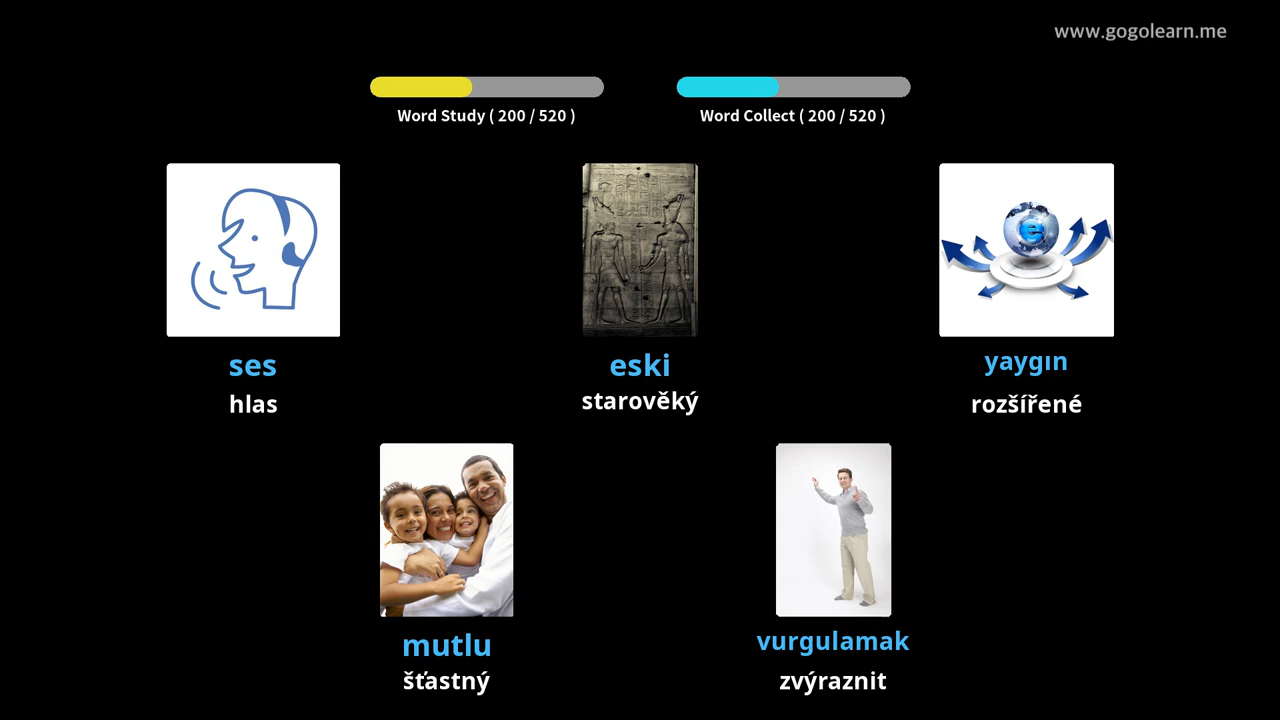 www.gogolearn.me
Word Study ( 200 / 520 )
Word Collect ( 200 / 520 )
ses
hlas
eski
starověký
yaygın
rozšířené
mutlu
šťastný
vurgulamak
zvýraznit